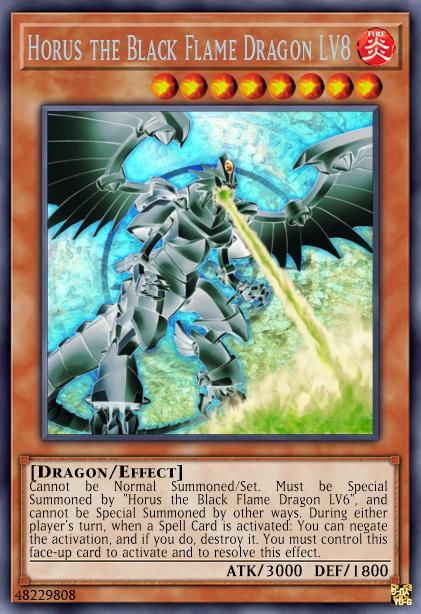 HORUS THE BLACK FLAME DRAGON LV8
FIRE
炎
[DRAGON/EFFECT]
Cannot be Normal Summoned/Set. Must be Special
Summoned by "Horus the Black Flame Dragon LV6", and
cannot be Special Summoned by other ways. During either
player's turn, when a Spell Card is activated: You can negate
the activation, and if you do, destroy it. You must control this
face-up card to activate and to resolve this effect.
ATK/3000 DEF/1800
48229808